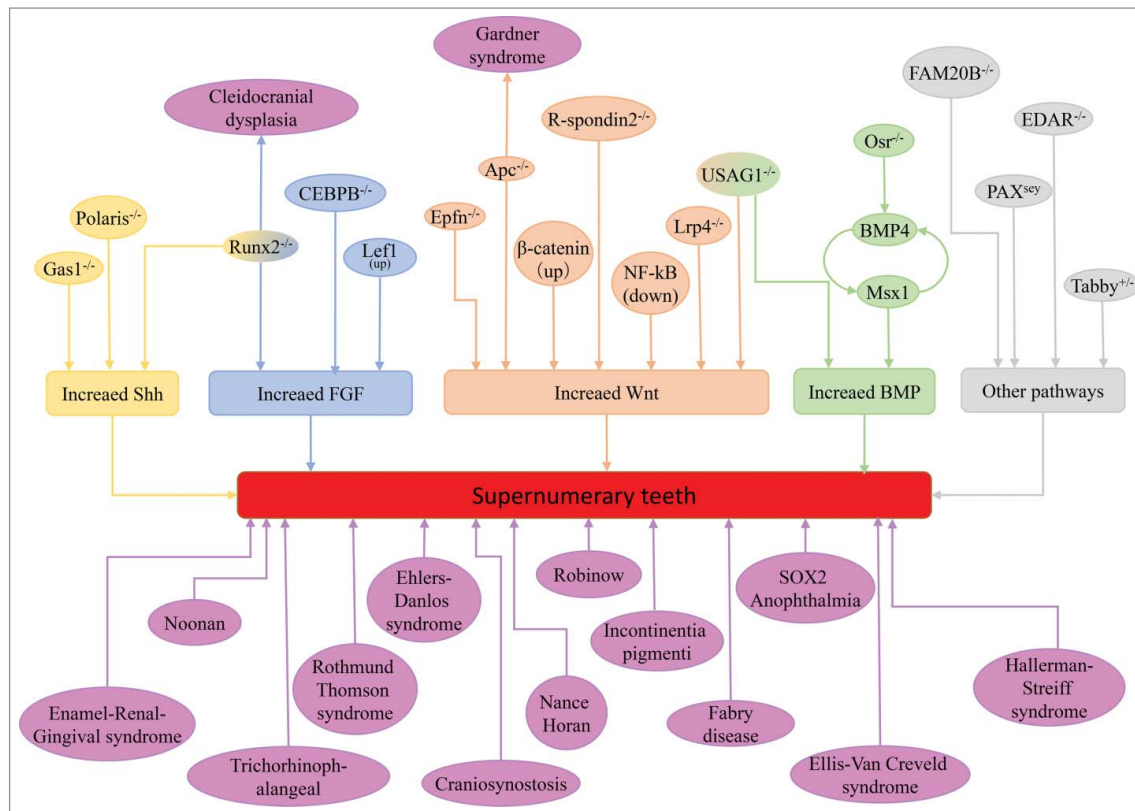 Gardner
syndrome
Cleidocranial
dysplasia
FAM20B-/-
R-spondin2-/-
EDAR-/-
Osr-/-
Apc-/-
CEBPB-/-
USAG1-/-
PAXsey
Polaris-/-
Epfn-/-
Lrp4-/-
Runx2-/-
Lef1
(up)
β-catenin
(up)
BMP4
Gas1-/-
NF-kB
(down)
Msx1
Tabby+/-
Increaed Shh
Increaed FGF
Increaed Wnt
Increaed BMP
Other pathways
Supernumerary teeth
Noonan
Ehlers-
Danlos
syndrome
Robinow
SOX2
Anophthalmia
Rothmund
Thomson
syndrome
Incontinentia
pigmenti
Hallerman-
Streiff
syndrome
Enamel-Renal-
Gingival syndrome
Nance
Horan
Fabry
disease
Trichorhinoph-
alangeal
Craniosynostosis
Ellis-Van Creveld
syndrome